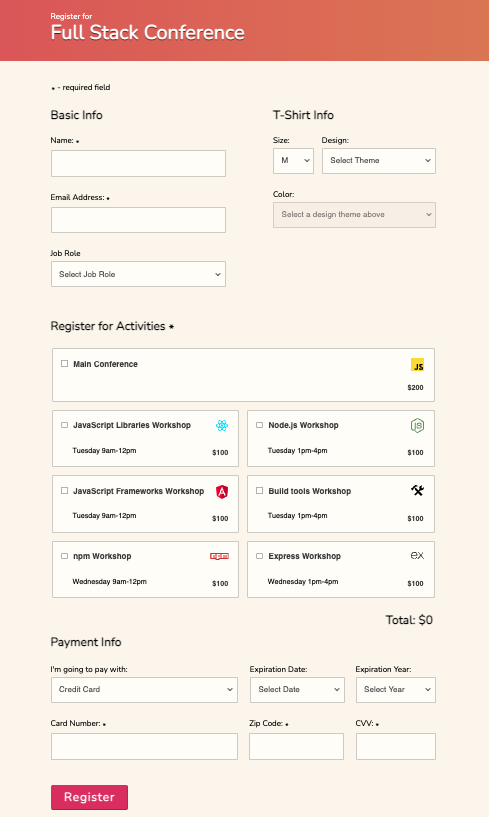 Register for
Full Stack Conference
* - required field
Basic Info
Name: *
Email Address: *
Job Role
Select Job Role
T-Shirt Info
Size: Design:
M Select Theme
Color:
Select a design theme above
Register for Activities *
Main Conference
JS
$200
JavaScript Libraries Workshop
Tuesday 9am-12pm $100
Node.js Workshop
JS
Tuesday 1pm-4pm $100
JavaScript Frameworks Workshop
A
Tuesday 9am-12pm $100
Build tools Workshop
Tuesday 1pm-4pm $100
npm Workshop npm
Wednesday 9am-12pm $100
Express Workshop ex
Wednesday 1pm-4pm $100
Total: $0
Payment Info
I'm going to pay with: Expiration Date: Expiration Year:
Credit Card Select Date Select Year
Card Number: * Zip Code: * CVV: *
Register